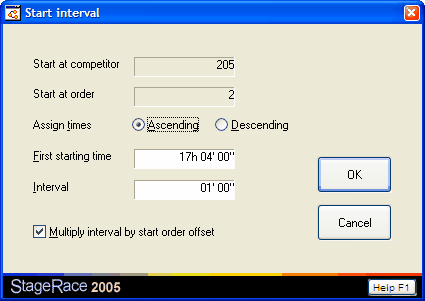 Start interval
Start at competitor 205
Start at order 2
Assign times Ascending Descending
First starting time 17h 04' 00"
Interval 01' 00"
OK
Cancel
Multiply interval by start order offset
StageRace 2005 Help F1